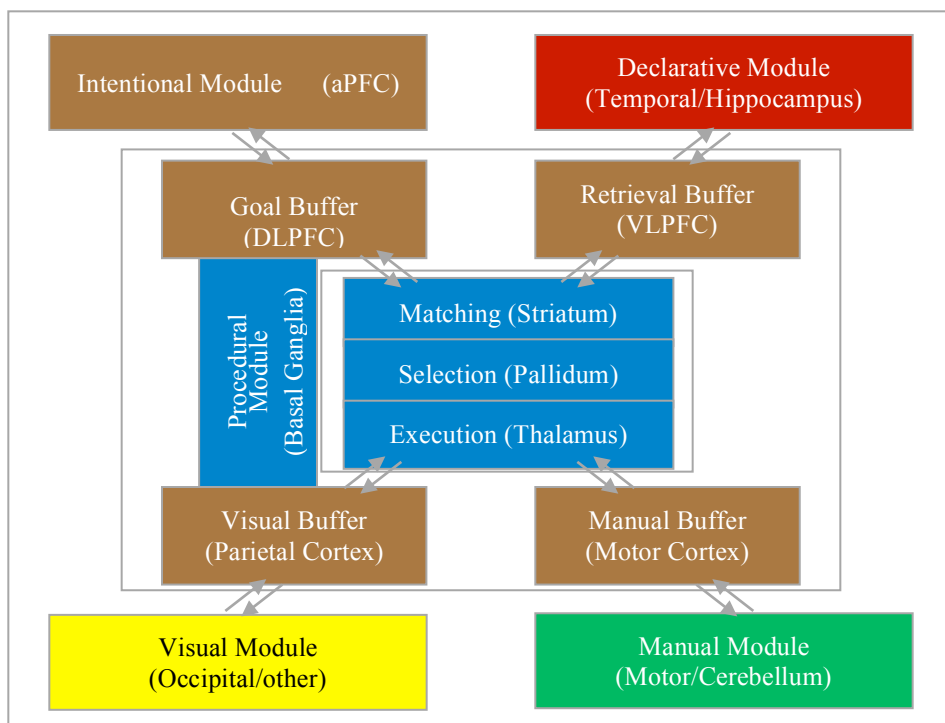 Intentional Module (aPFC)
Declarative Module
(Temporal/Hippocampus)
Goal Buffer
(DLPFC)
Retrieval Buffer
(VLPFC)
Procedural
Module
(Basal Ganglia)
Matching (Striatum)
Selection (Pallidum)
Execution (Thalamus)
Visual Buffer
(Parietal Cortex)
Manual Buffer
(Motor Cortex)
Visual Module
(Occipital/other)
Manual Module
(Motor/Cerebellum)